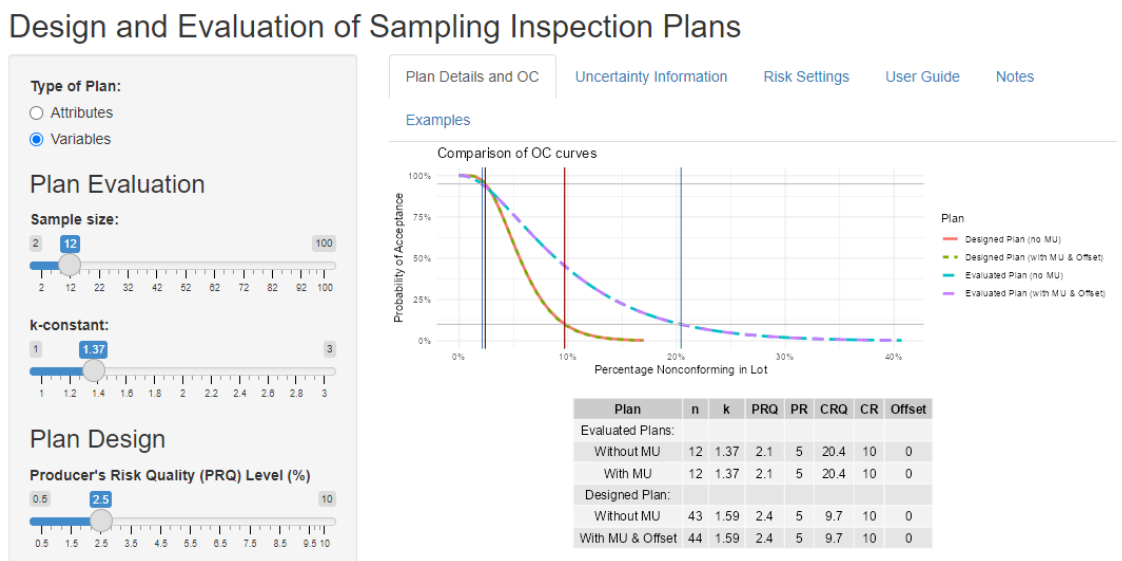 Design and Evaluation of Sampling Inspection Plans
Type of Plan:
Attributes
Variables
Plan Evaluation
Sample size:
2 12 100
2 12 22 32 42 52 62 72 82 92 100
k-constant:
1 1.37 3
1 1.2 1.4 1.6 1.8 2 2.2 2.4 2.6 2.8 3
Plan Design
Producer's Risk Quality (PRQ) Level (%)
0.5 2.5 10
0.5 1.5 2.5 3.5 4.5 5.5 6.5 7.5 8.5 9.5 10
Plan Details and OC Uncertainty Information Risk Settings User Guide Notes
Examples
Comparison of OC curves
Probability of Acceptance
100%
75%
50%
25%
0%
0% 10% 20% 30% 40%
Percentage Nonconforming in Lot
Plan
Designed Plan (no MU)
Designed Plan (with MU & Offset)
Evaluated Plan (no MU)
Evaluated Plan (with MU & Offset)
Plan n k PRQ PR CRQ CR Offset
Evaluated Plans:
Without MU 12 1.37 2.1 5 20.4 10 0
With MU 12 1.37 2.1 5 20.4 10 0
Designed Plan:
Without MU 43 1.59 2.4 5 9.7 10 0
With MU & Offset 44 1.59 2.4 5 9.7 10 0